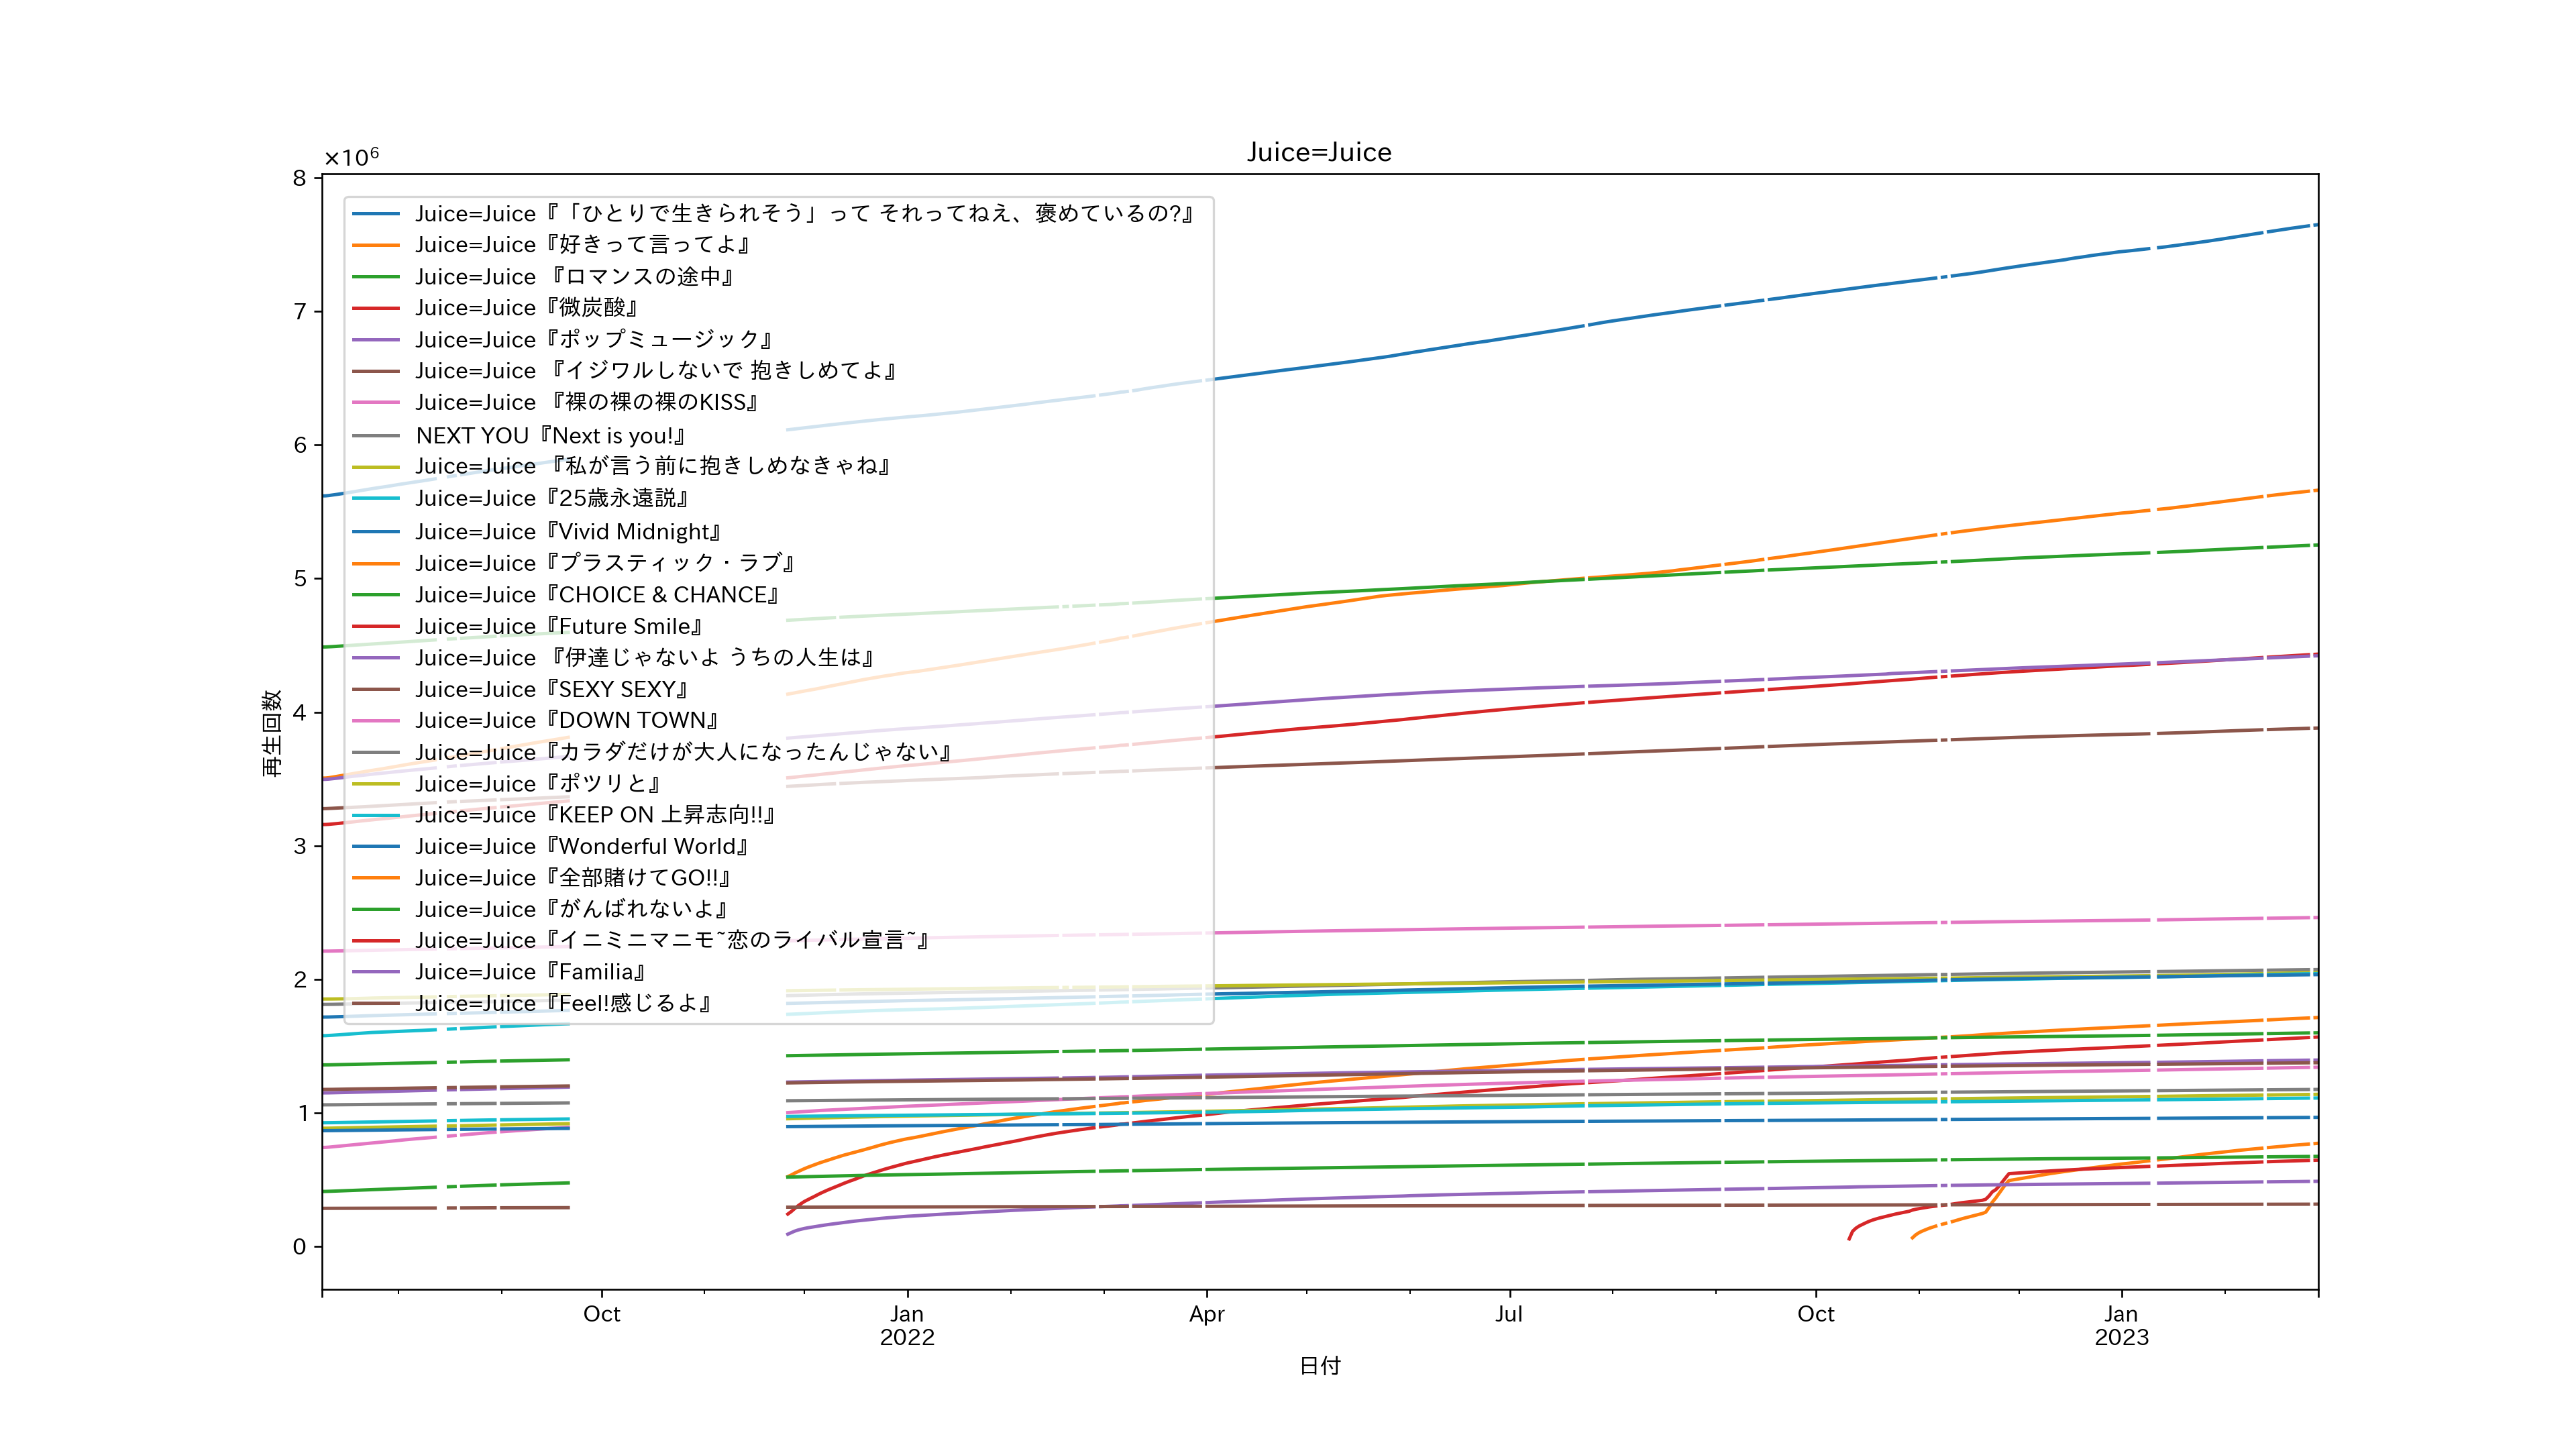 Juice=Juice
×10⁶
8
7
6
5
4
3
2
1
0
再生回数
Juice=Juice『「ひとりで生きられそう」って それってねえ、褒めているの?』
Juice=Juice『好きって言ってよ』
Juice=Juice 『ロマンスの途中』
Juice=Juice『微炭酸』
Juice=Juice『ポップミュージック』
Juice=Juice 『イジワルしないで 抱きしめてよ』
Juice=Juice 『裸の裸の裸のKISS』
NEXT YOU『Next is you!』
Juice=Juice 『私が言う前に抱きしめなきゃね』
Juice=Juice『25歳永遠説』
Juice=Juice『Vivid Midnight』
Juice=Juice『プラスティック・ラブ』
Juice=Juice『CHOICE & CHANCE』
Juice=Juice『Future Smile』
Juice=Juice 『伊達じゃないよ うちの人生は』
Juice=Juice『SEXY SEXY』
Juice=Juice『DOWN TOWN』
Juice=Juice『カラダだけが大人になったんじゃない』
Juice=Juice『ポツリと』
Juice=Juice『KEEP ON 上昇志向!!』
Juice=Juice『Wonderful World』
Juice=Juice『全部賭けてGO!!』
Juice=Juice『がんばれないよ』
Juice=Juice『イニミニマニモ~恋のライバル宣言~』
Juice=Juice『Familia』
Juice=Juice『Feel!感じるよ』
Oct
Jan
2022
Apr
Jul
Oct
Jan
2023
日付